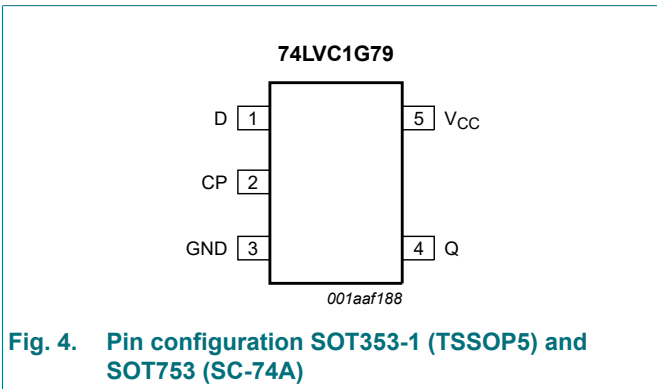 74LVC1G79
D 1
5 VCC
CP 2
GND 3
4 Q
001aaf188
Fig. 4. Pin configuration SOT353-1 (TSSOP5) and
SOT753 (SC-74A)